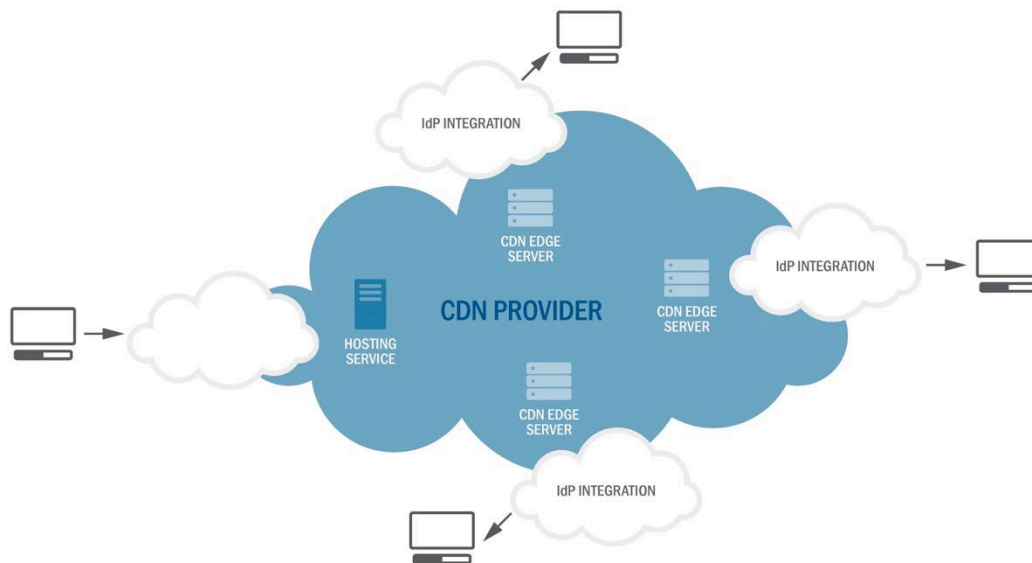 IdP INTEGRATION
CDN EDGE
SERVER
IdP INTEGRATION
CDN EDGE
SERVER
CDN PROVIDER
HOSTING
SERVICE
CDN EDGE
SERVER
IdP INTEGRATION